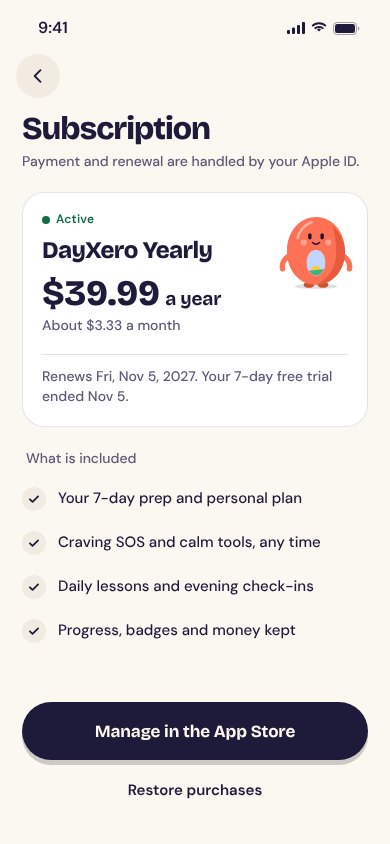 9:41
Subscription
Payment and renewal are handled by your Apple ID.
Active
DayXero Yearly
$39.99 a year
About $3.33 a month
Renews Fri, Nov 5, 2027. Your 7-day free trial
ended Nov 5.
What is included
Your 7-day prep and personal plan
Craving SOS and calm tools, any time
Daily lessons and evening check-ins
Progress, badges and money kept
Manage in the App Store
Restore purchases